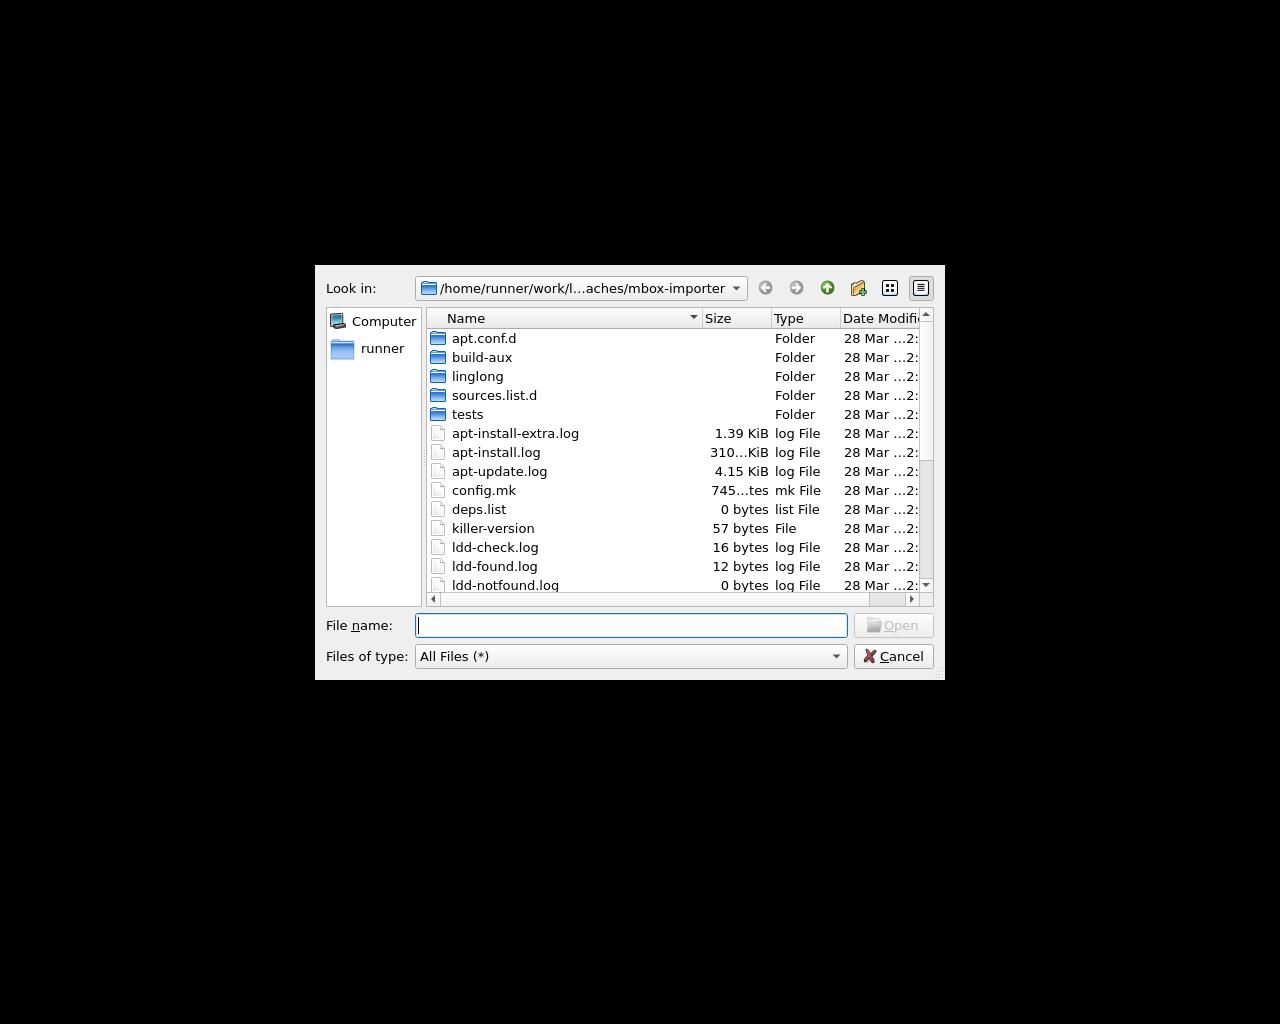 Look in: /home/runner/work/l...aches/mbox-importer
Computer
runner
Name Size Type Date Modifi
apt.conf.d Folder 28 Mar ...2:
build-aux Folder 28 Mar ...2:
linglong Folder 28 Mar ...2:
sources.list.d Folder 28 Mar ...2:
tests Folder 28 Mar ...2:
apt-install-extra.log 1.39 KiB log File 28 Mar ...2:
apt-install.log 310...KiB log File 28 Mar ...2:
apt-update.log 4.15 KiB log File 28 Mar ...2:
config.mk 745...tes mk File 28 Mar ...2:
deps.list 0 bytes list File 28 Mar ...2:
killer-version 57 bytes File 28 Mar ...2:
ldd-check.log 16 bytes log File 28 Mar ...2:
ldd-found.log 12 bytes log File 28 Mar ...2:
ldd-notfound.log 0 bytes log File 28 Mar ...2:
File name: Open
Files of type: All Files (*) Cancel